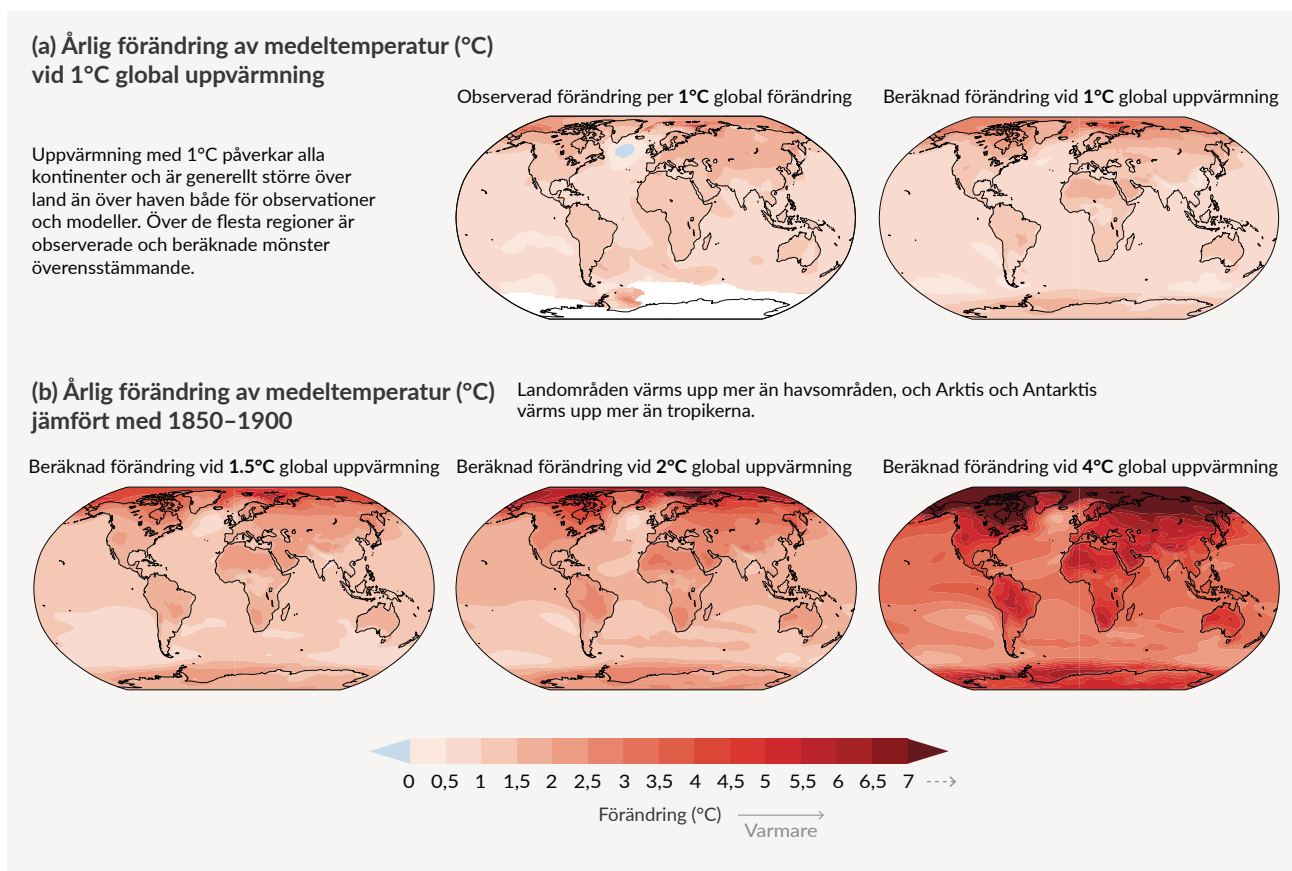 (a) Årlig förändring av medeltemperatur (°C)
vid 1°C global uppvärmning
Observerad förändring per 1°C global förändring
Beräknad förändring vid 1°C global uppvärmning
Uppvärmning med 1°C påverkar alla
kontinenter och är generellt större över
land än över haven både för observationer
och modeller. Över de flesta regioner är
observerade och beräknade mönster
överensstämmande.
(b) Årlig förändring av medeltemperatur (°C)
jämfört med 1850–1900
Landområden värms upp mer än havsområden, och Arktis och Antarktis
värms upp mer än tropikerna.
Beräknad förändring vid 1.5°C global uppvärmning
Beräknad förändring vid 2°C global uppvärmning
Beräknad förändring vid 4°C global uppvärmning
0 0,5 1 1,5 2 2,5 3 3,5 4 4,5 5 5,5 6 6,5 7
Förändring (°C)
Varmare